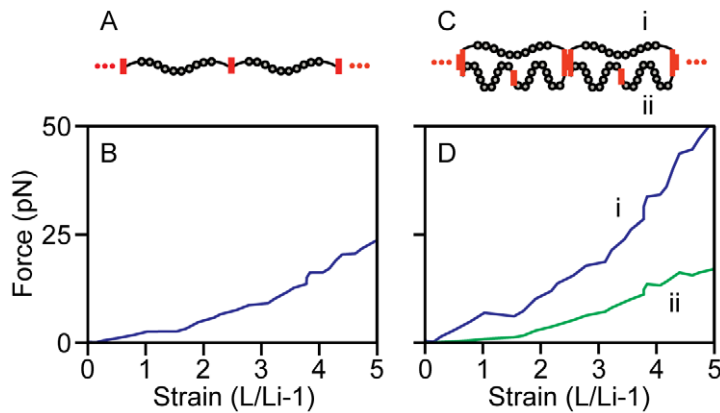 A
C
i
ii
50
25
0
Force (pN)
B
0 1 2 3 4 5
Strain (L/Li-1)
D
i
ii
0 1 2 3 4 5
Strain (L/Li-1)